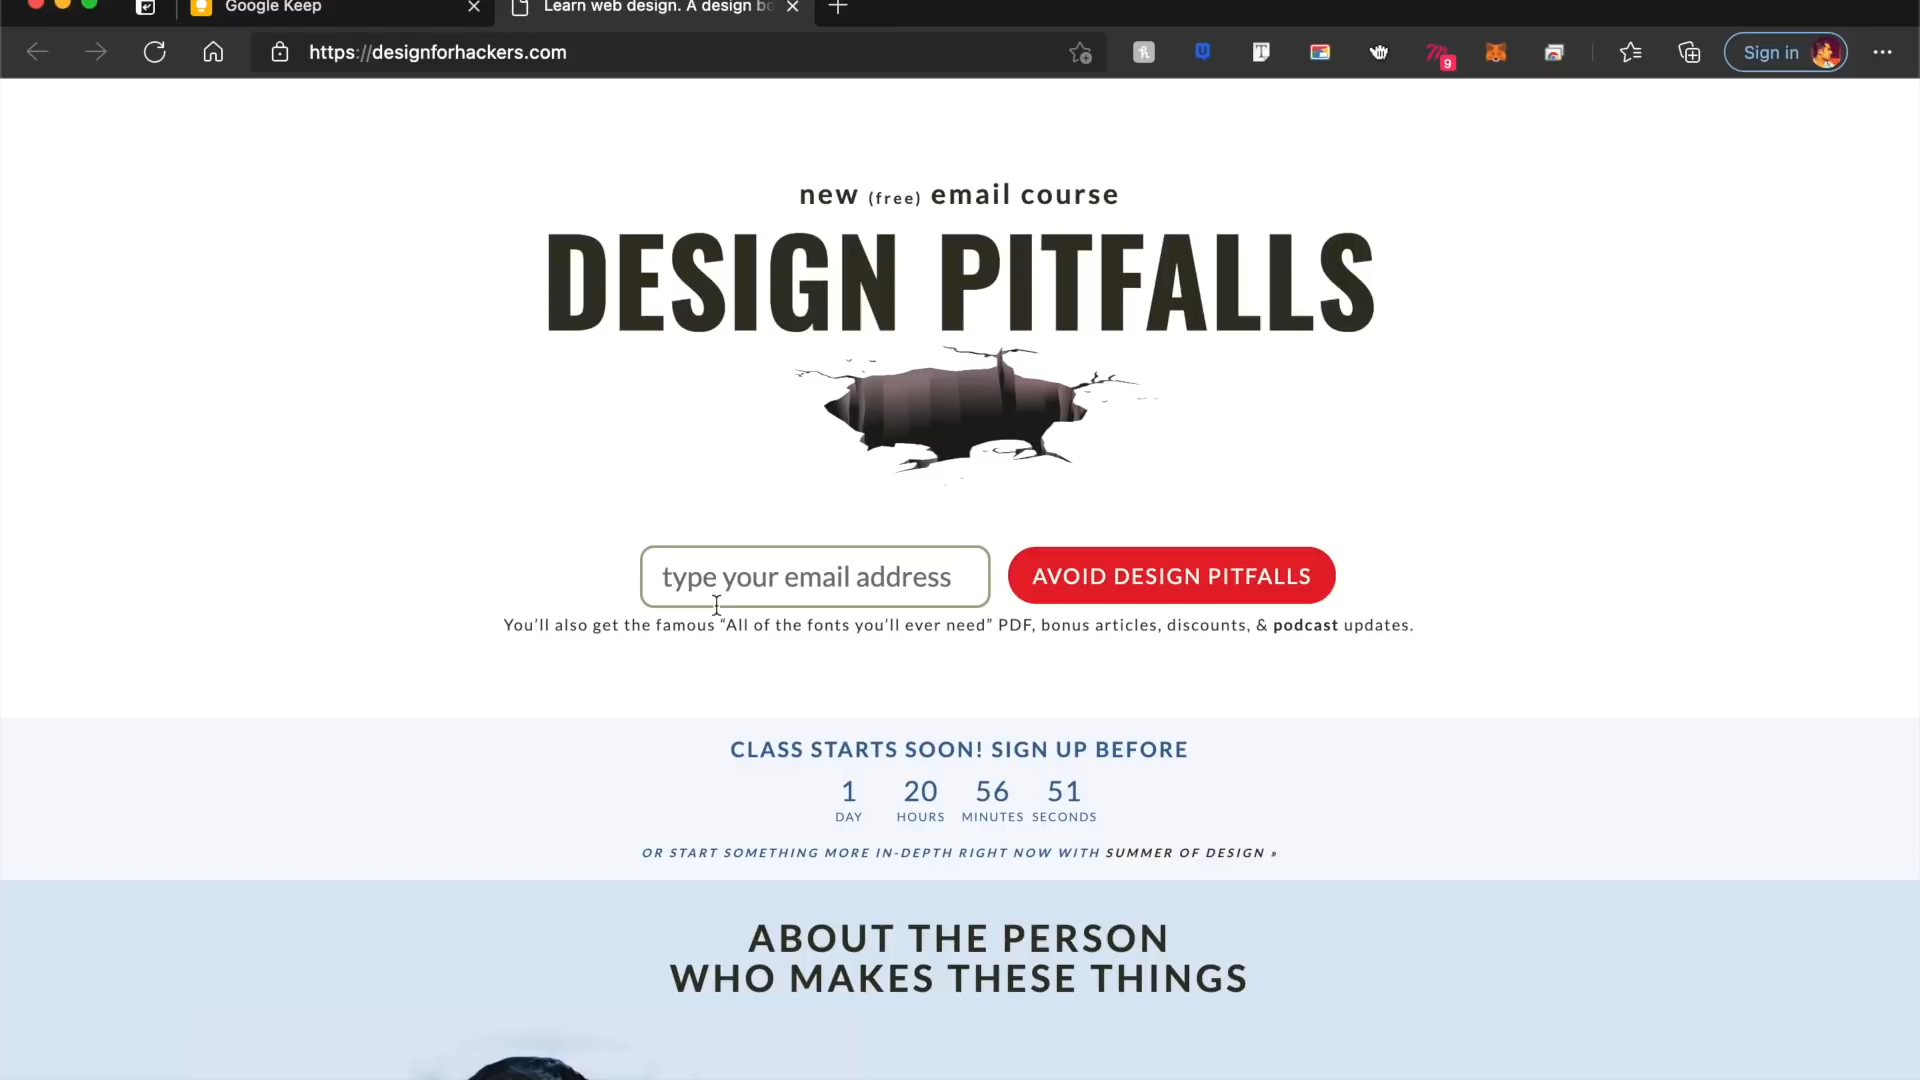 Google Keep
Learn web design. A design bo
https://designforhackers.com
9
Sign in
new (free) email course
DESIGN PITFALLS
type your email address
AVOID DESIGN PITFALLS
You’ll also get the famous “All of the fonts you’ll ever need” PDF, bonus articles, discounts, & podcast updates.
CLASS STARTS SOON! SIGN UP BEFORE
1 20 56 51
DAY HOURS MINUTES SECONDS
OR START SOMETHING MORE IN-DEPTH RIGHT NOW WITH SUMMER OF DESIGN »
ABOUT THE PERSON
WHO MAKES THESE THINGS